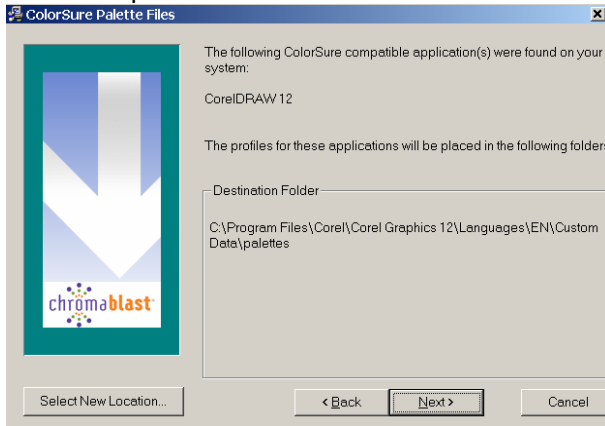 ColorSure Palette Files
The following ColorSure compatible application(s) were found on your
system:
CorelDRAW 12
The profiles for these applications will be placed in the following folders
Destination Folder
C:\Program Files\Corel\Corel Graphics 12\Languages\EN\Custom
Data\palettes
chromablast
Select New Location...
< Back
Next >
Cancel